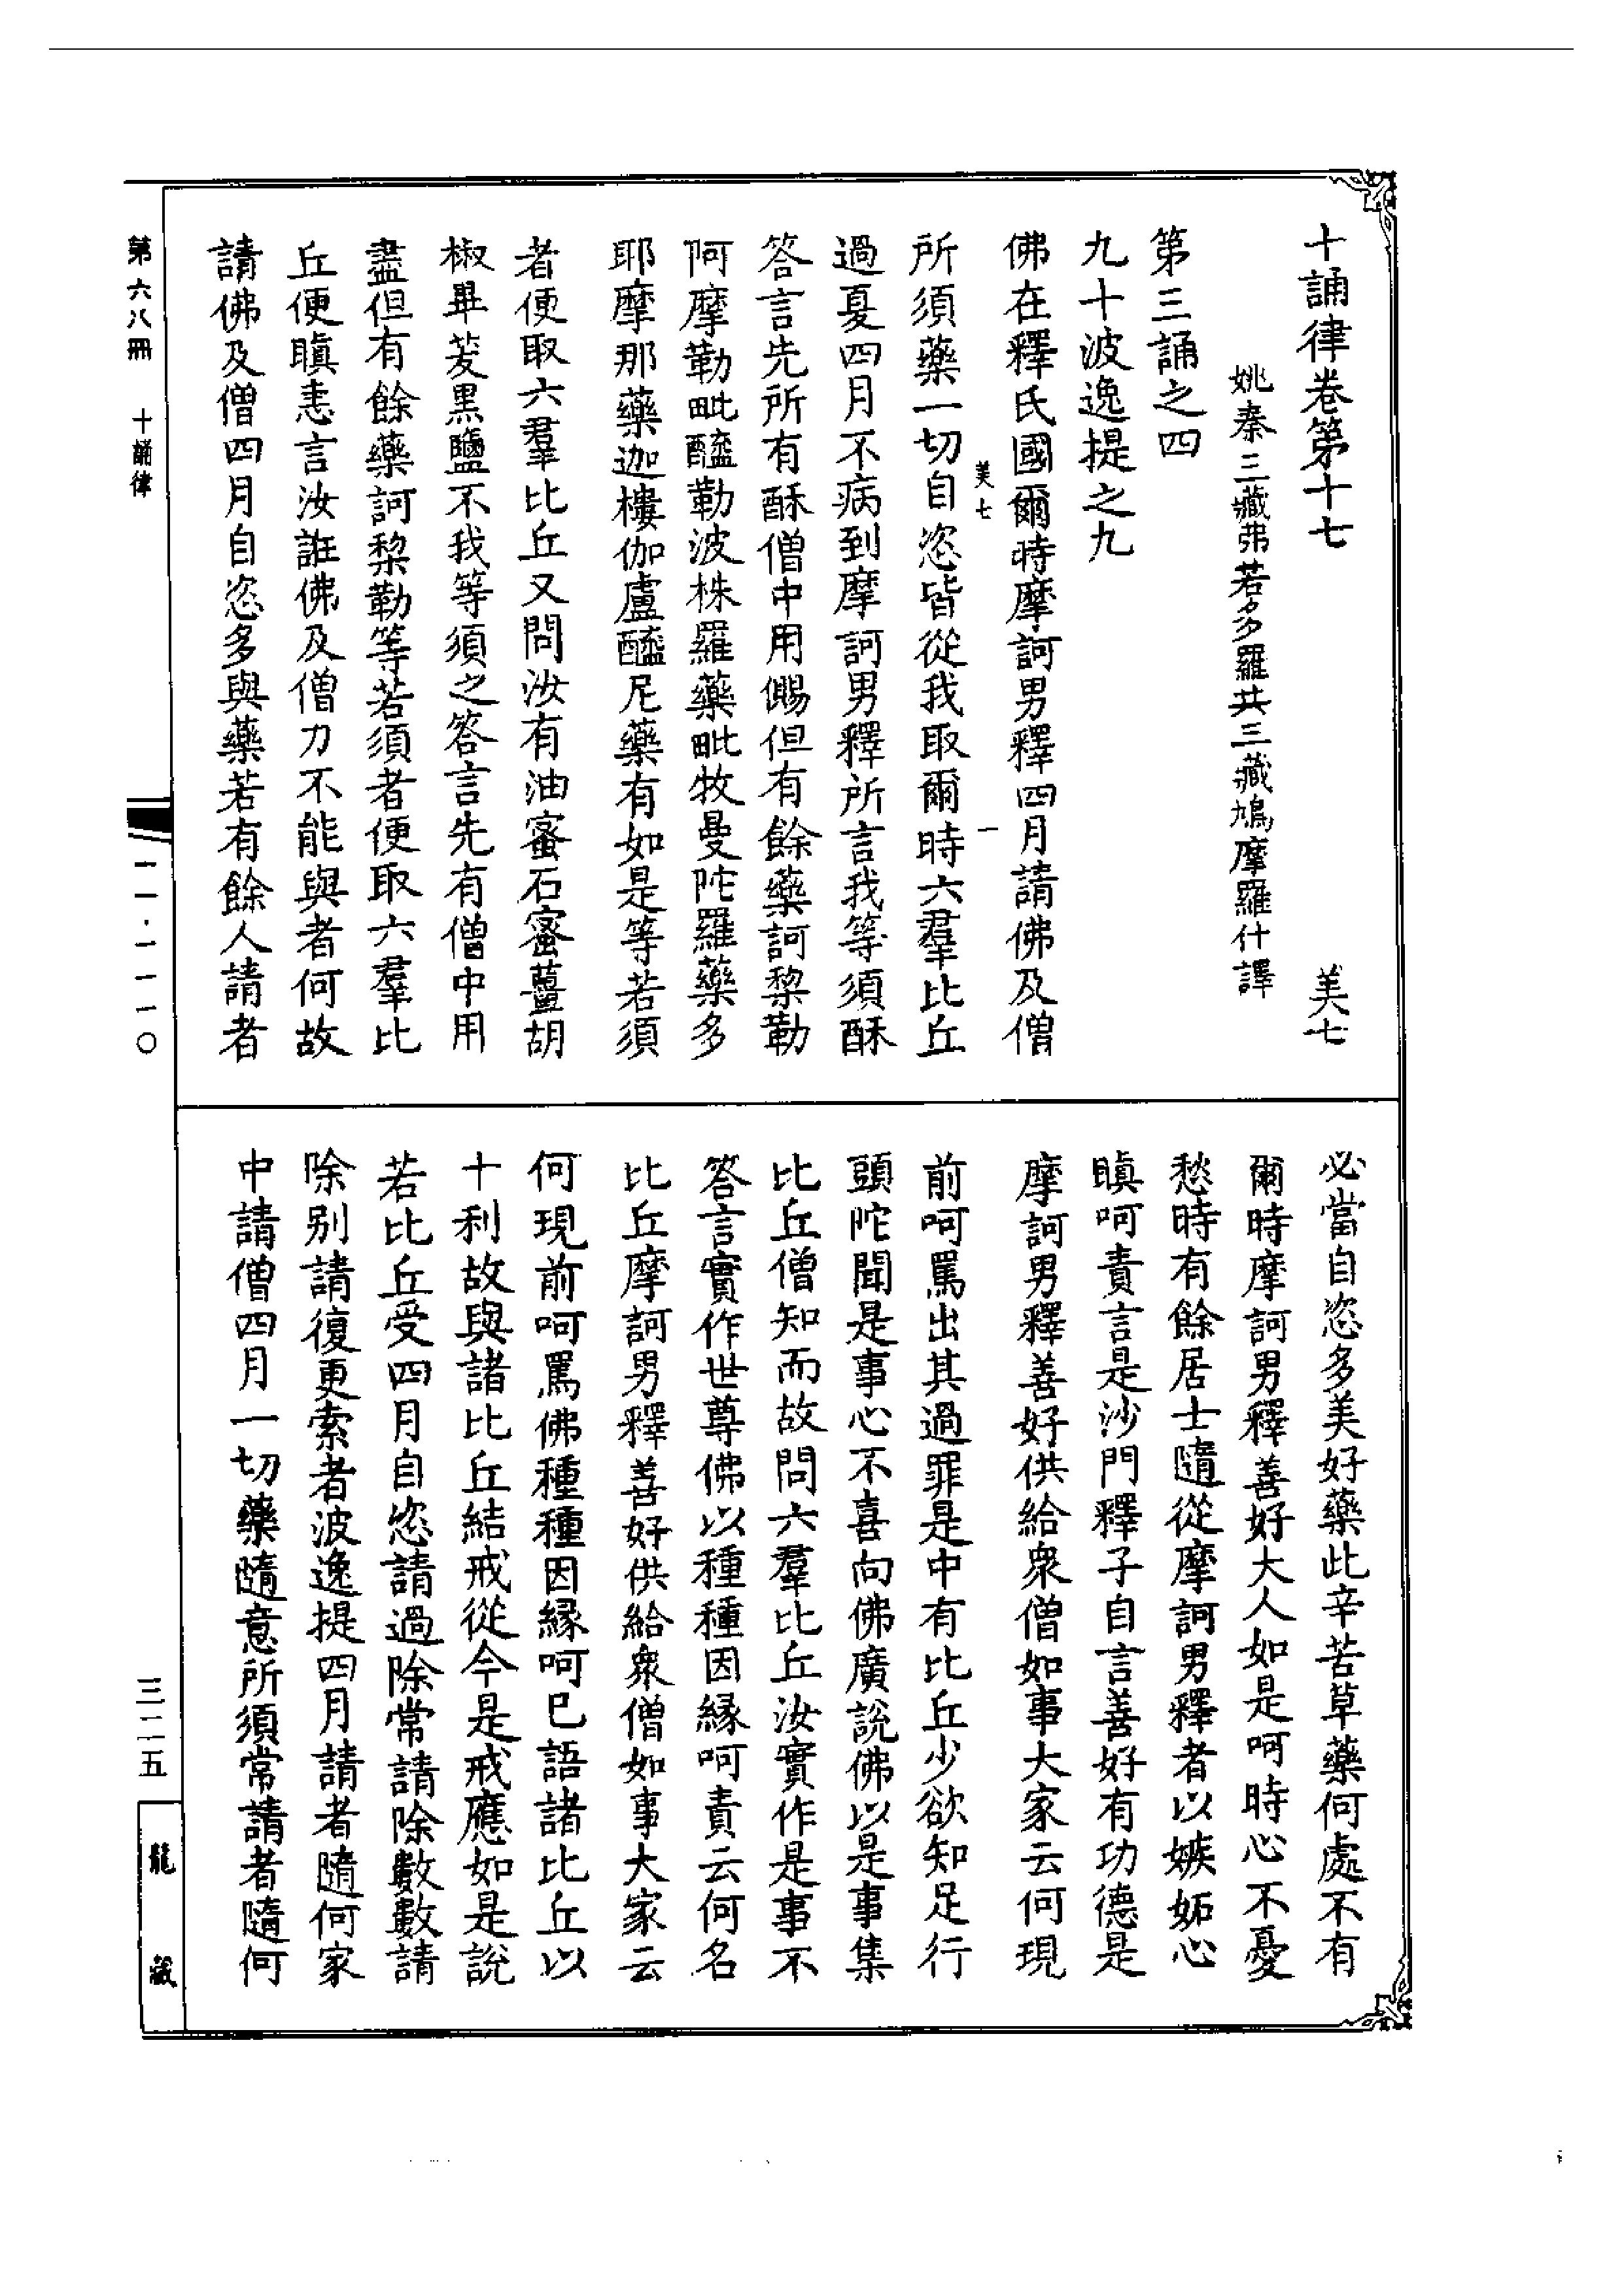 十誦律卷第十七　美七
姚秦三藏弗若多羅共三藏鳩摩羅什譯
第三誦之四
九十波逸提之九
佛在釋氏國爾時摩訶男釋四月請佛及僧
美七　一
所須藥一切自恣皆從我取爾時六羣比丘
過夏四月不病到摩訶男釋所言我等須酥
答言先所有酥僧中用賜但有餘藥訶黎勒
阿摩勒毗醯勒波株羅藥毗牧曼陀羅藥多
耶摩那藥迦樓伽盧醯尼藥有如是等若須
者便取六羣比丘又問汝有油蜜石蜜薑胡
椒畢茇黑鹽不我等須之答言先有僧中用
盡但有餘藥訶棃勒等若須者便取六羣比
丘便瞋恚言汝誑佛及僧力不能與者何故
請佛及僧四月自恣多與藥若有餘人請者
必當自恣多美好藥此辛苦草藥何處不有
爾時摩訶男釋善好大人如是呵時心不憂
愁時有餘居士隨從摩訶男釋者以嫉妬心
瞋呵責言是沙門釋子自言善好有功德是
摩訶男釋善好供給衆僧如事大家云何現
前呵罵出其過罪是中有比丘少欲知足行
頭陀聞是事心不喜向佛廣說佛以是事集
比丘僧知而故問六羣比丘汝實作是事不
答言實作世尊佛以種種因緣呵責云何名
比丘摩訶男釋善好供給衆僧如事大家云
何現前呵罵佛種種因緣呵已語諸比丘以
十利故與諸比丘結戒從今是戒應如是說
若比丘受四月自恣請過除常請除數數請
除别請復更索者波逸提四月請者隨何家
中請僧四月一切藥隨意所須常請者隨何
第六八冊　十誦律
一一·一一一〇
三二五
龍藏